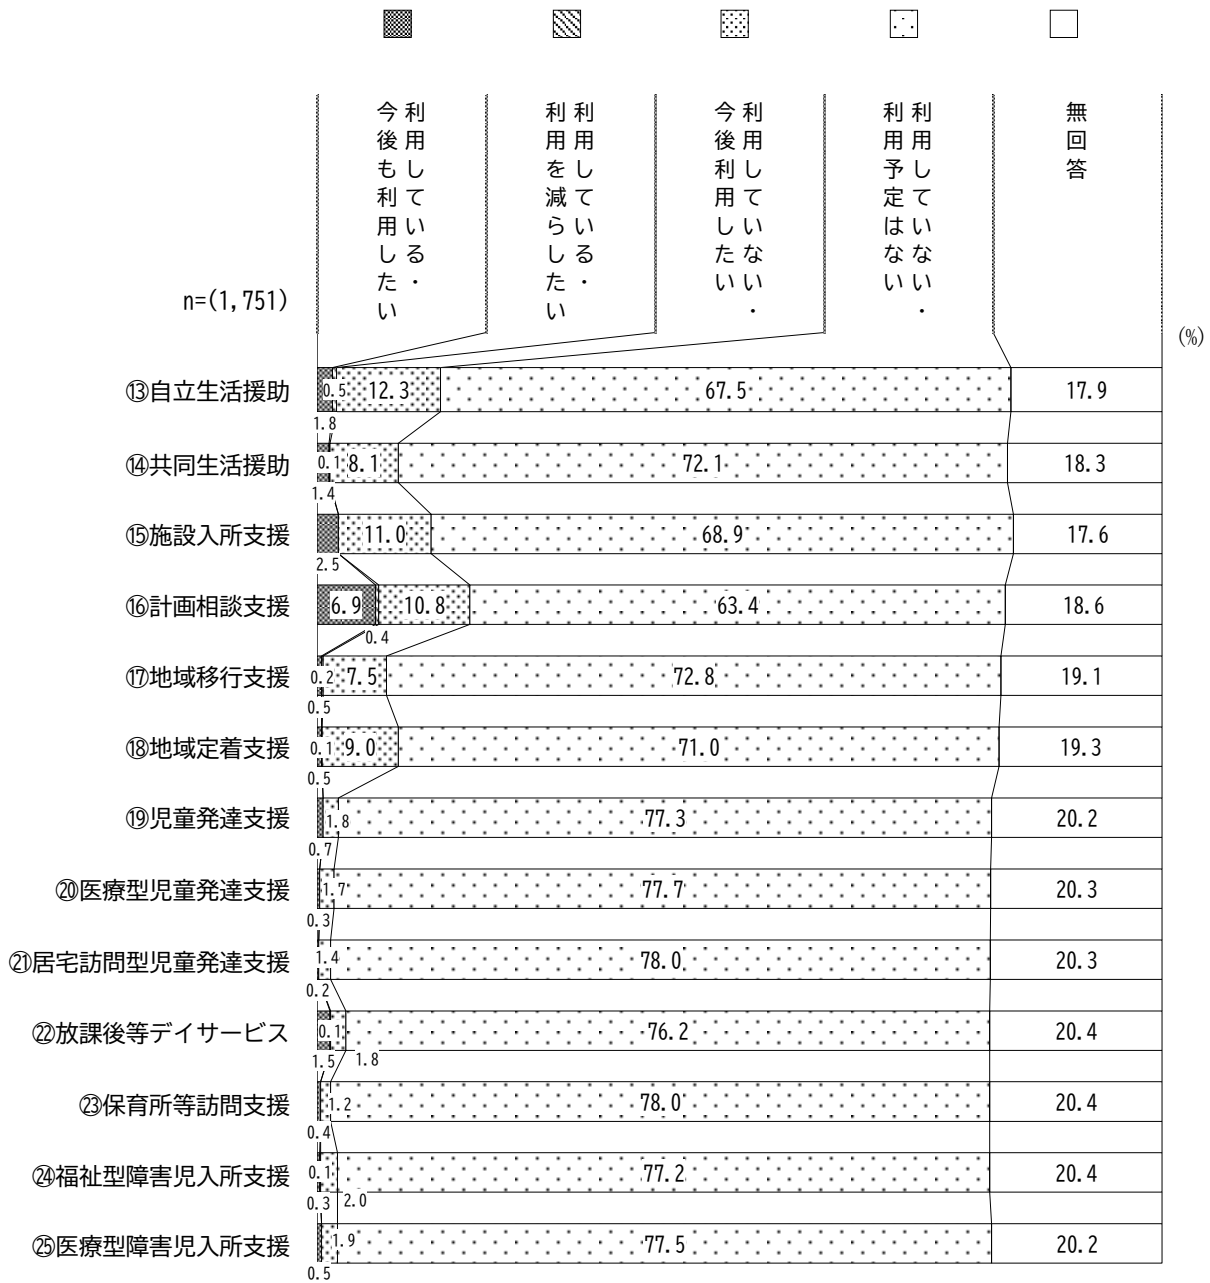 利用している・
今後も利用したい
利用している・
利用を減らしたい
利用していない・
今後利用したい
利用していない・
利用予定はない
無回答
n=(1,751)
(%)
⑬自立生活援助 0.5 12.3 67.5 17.9
1.8
⑭共同生活援助 0.1 8.1 72.1 18.3
1.4
⑮施設入所支援 11.0 68.9 17.6
2.5
⑯計画相談支援 6.9 10.8 63.4 18.6
0.4
⑰地域移行支援 0.2 7.5 72.8 19.1
0.5
⑱地域定着支援 0.1 9.0 71.0 19.3
0.5
⑲児童発達支援 1.8 77.3 20.2
0.7
⑳医療型児童発達支援 1.7 77.7 20.3
0.3
㉑居宅訪問型児童発達支援 1.4 78.0 20.3
0.2
㉒放課後等デイサービス 0.1 76.2 20.4
1.5 1.8
㉓保育所等訪問支援 1.2 78.0 20.4
0.4
㉔福祉型障害児入所支援 0.1 77.2 20.4
0.3 2.0
㉕医療型障害児入所支援 1.9 77.5 20.2
0.5